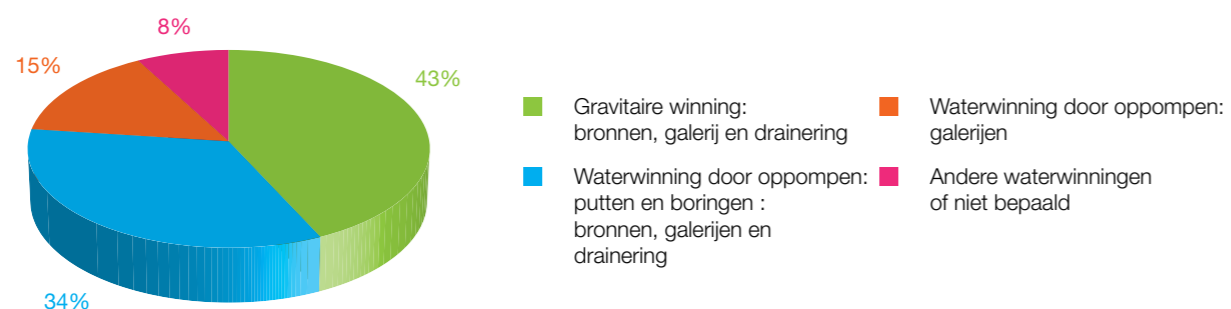 8%
15%
43%
34%
Gravitaire winning:
bronnen, galerij en drainering
Waterwinning door oppompen:
putten en boringen :
bronnen, galerijen en
drainering
Waterwinning door oppompen:
galerijen
Andere waterwinningen
of niet bepaald